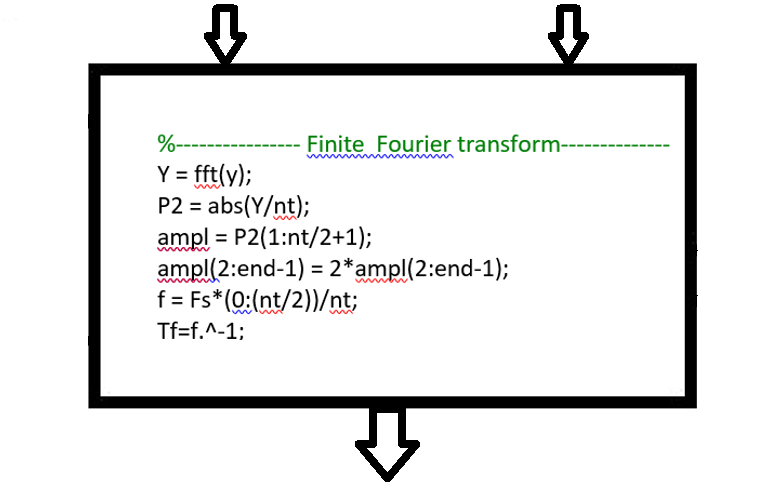 %---------------- Finite  Fourier transform--------------
Y = fft(y);
P2 = abs(Y/nt);
ampl = P2(1:nt/2+1);
ampl(2:end-1) = 2*ampl(2:end-1);
f = Fs*(0:(nt/2))/nt;
Tf=f.^-1;